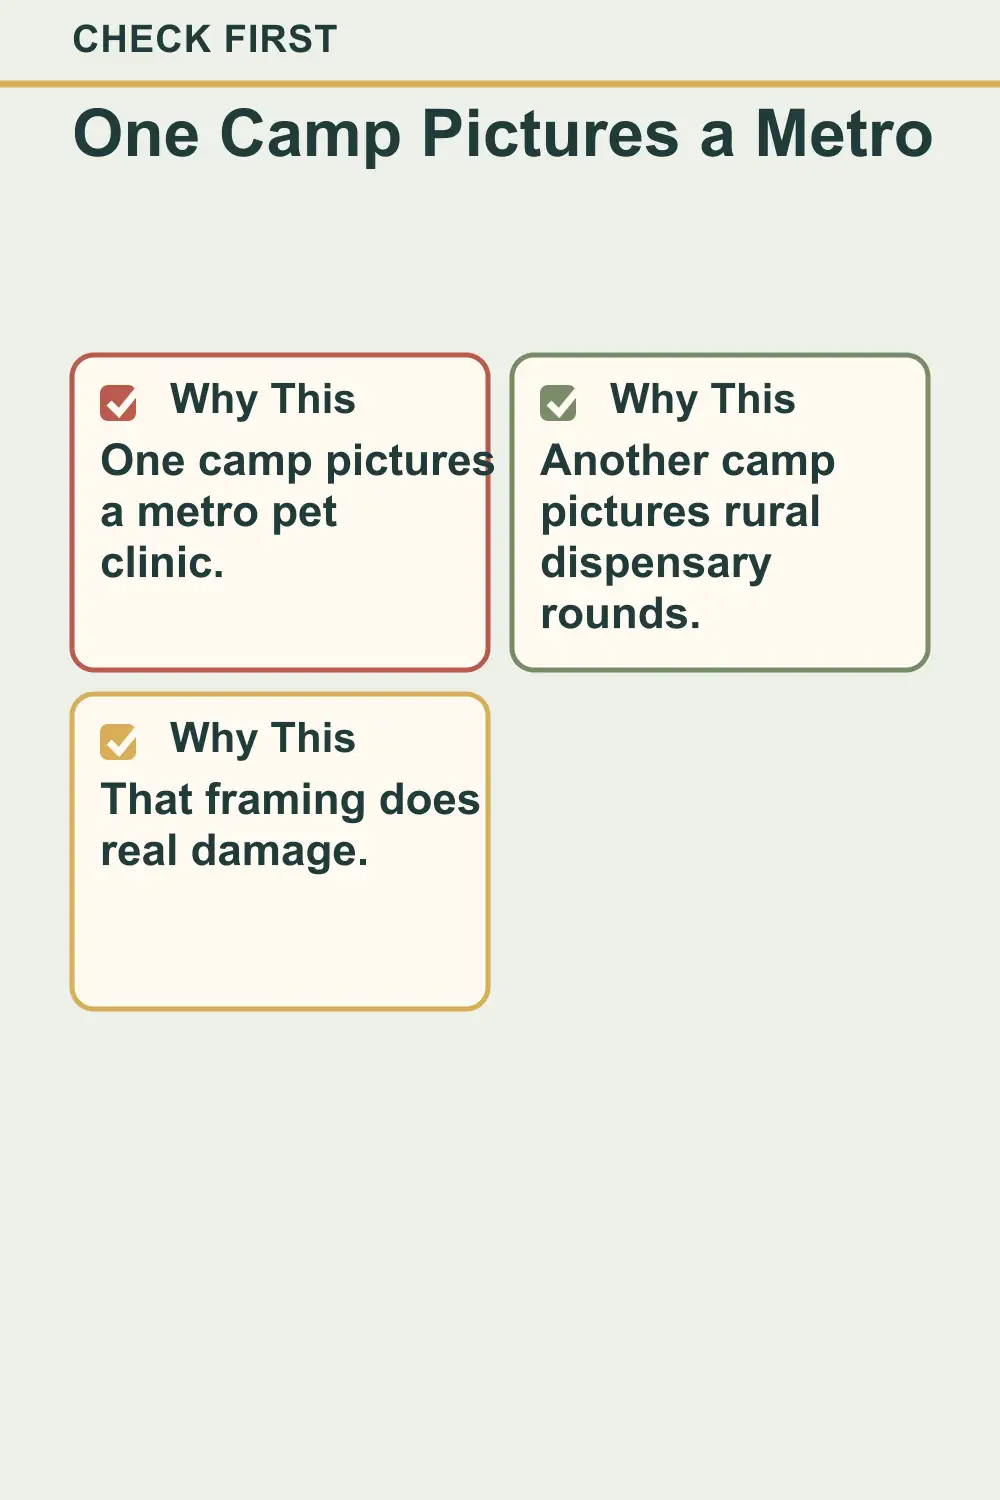 CHECK FIRST
One Camp Pictures a Metro
Why This
One camp pictures
a metro pet
clinic.
Why This
Another camp
pictures rural
dispensary
rounds.
Why This
That framing does
real damage.